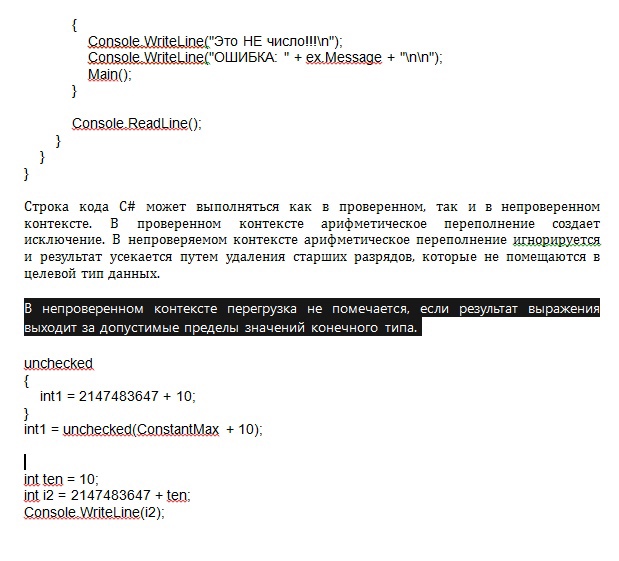 {
Console.WriteLine("Это НЕ число!!!\n");
Console.WriteLine("ОШИБКА: " + ex.Message + "\n\n");
Main();
}
Console.ReadLine();
}
}
}
Строка кода C# может выполняться как в проверенном, так и в непроверенном
контексте. В проверенном контексте арифметическое переполнение создает
исключение. В непроверяемом контексте арифметическое переполнение игнорируется
и результат усекается путем удаления старших разрядов, которые не помещаются в
целевой тип данных.
В непроверенном контексте перегрузка не помечается, если результат выражения
выходит за допустимые пределы значений конечного типа.
unchecked
{
int1 = 2147483647 + 10;
}
int1 = unchecked(ConstantMax + 10);
int ten = 10;
int i2 = 2147483647 + ten;
Console.WriteLine(i2);